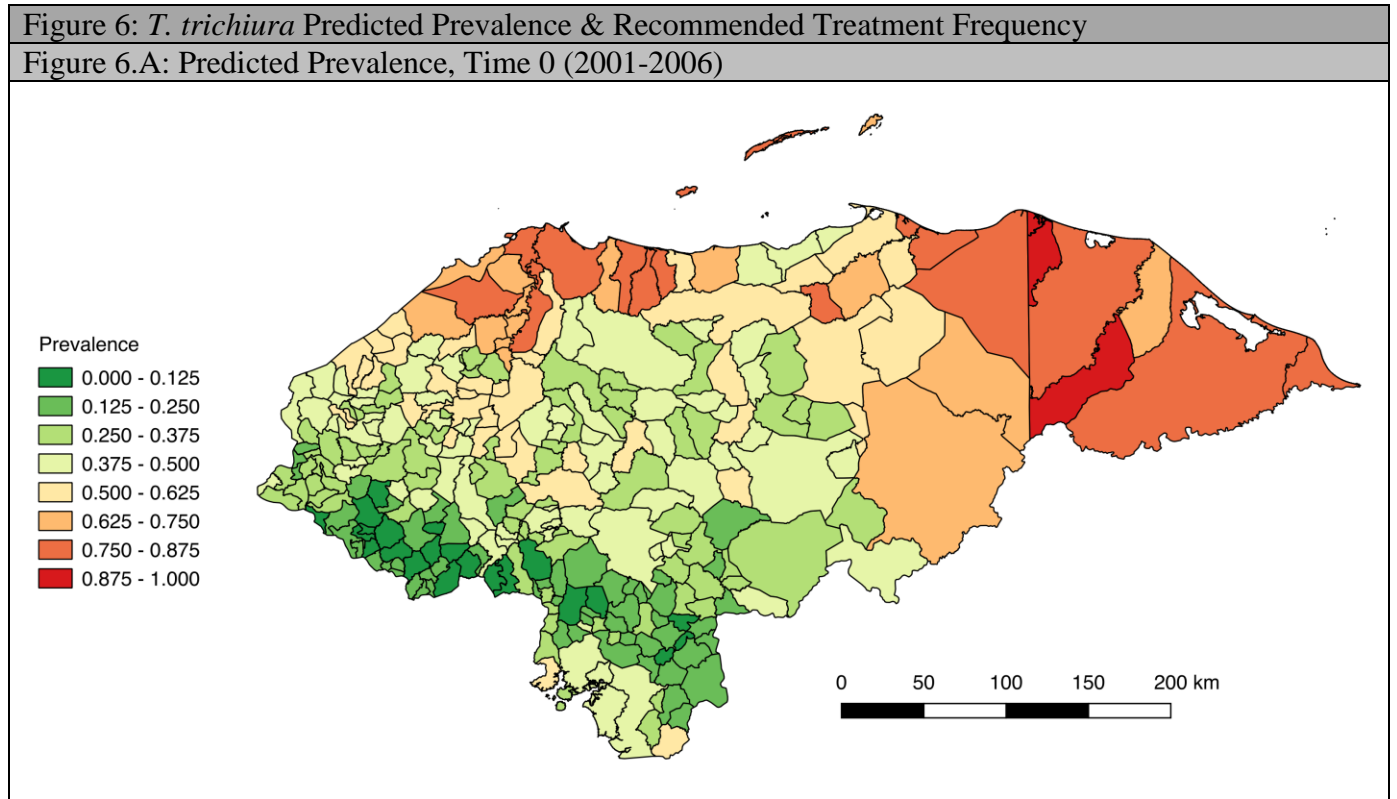 Figure 6: T. trichiura Predicted Prevalence & Recommended Treatment Frequency
Figure 6.A: Predicted Prevalence, Time 0 (2001-2006)
Prevalence
0.000 - 0.125
0.125 - 0.250
0.250 - 0.375
0.375 - 0.500
0.500 - 0.625
0.625 - 0.750
0.750 - 0.875
0.875 - 1.000
0 50 100 150 200 km